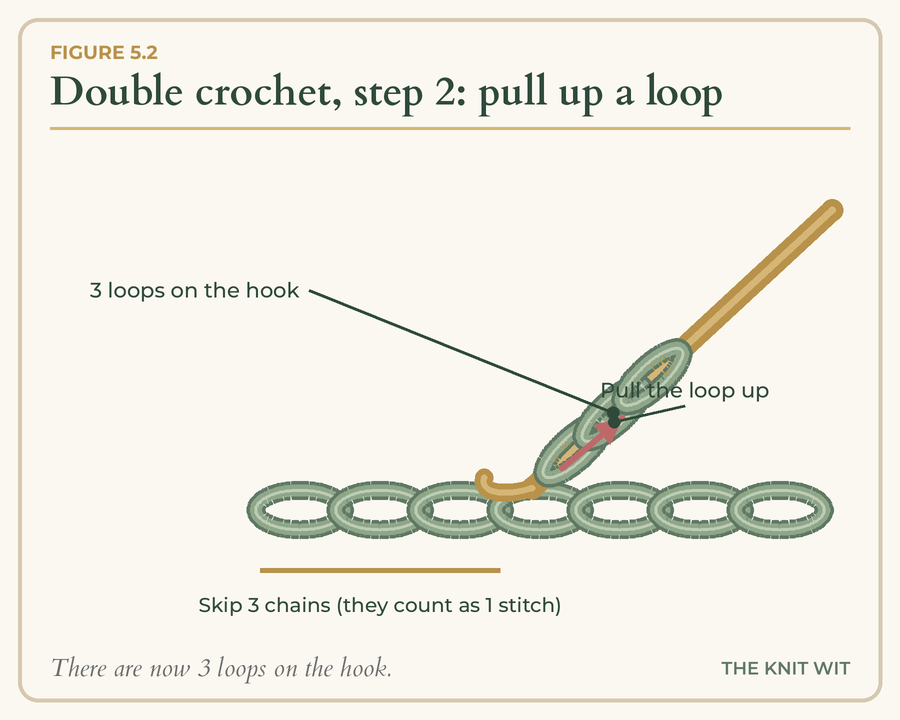 FIGURE 5.2
Double crochet, step 2: pull up a loop
3 loops on the hook
Pull the loop up
Skip 3 chains (they count as 1 stitch)
There are now 3 loops on the hook.
THE KNIT WIT